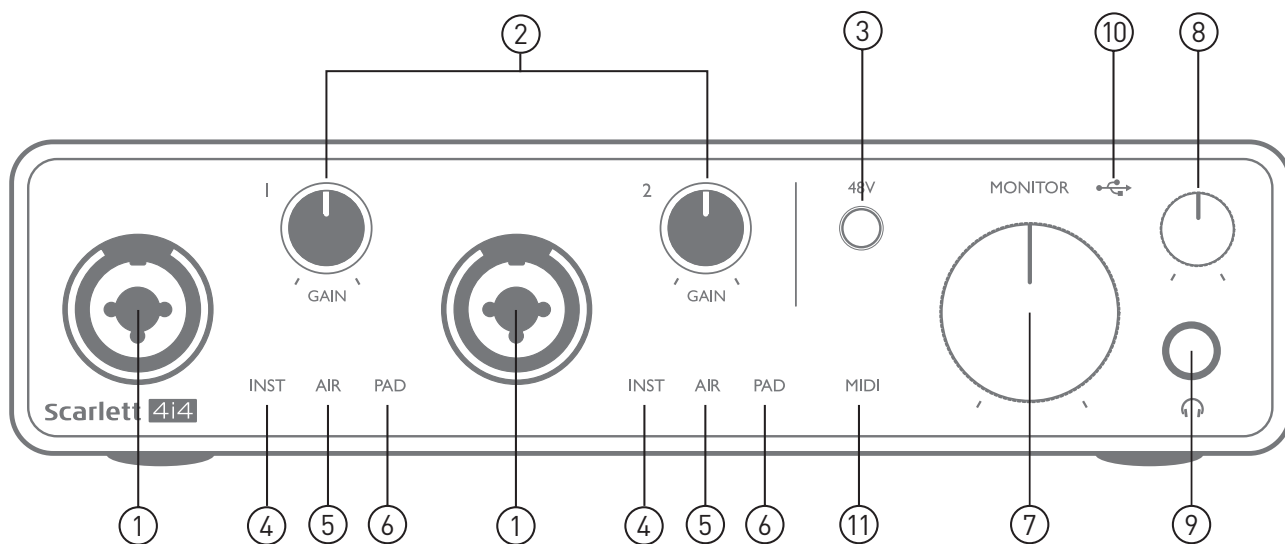 2 3 10 8
1 2 48V MONITOR
GAIN GAIN
INST AIR PAD INST AIR PAD MIDI
Scarlett 4i4
1 4 5 6 1 4 5 6 11 7 9